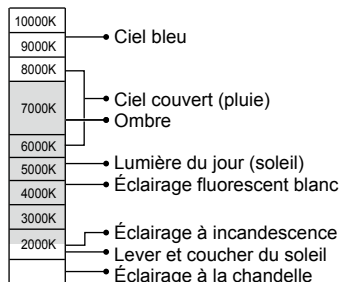 10000K
9000K
Ciel bleu
8000K
Ciel couvert (pluie)
7000K
Ombre
6000K
5000K
Lumière du jour (soleil)
4000K
Éclairage fluorescent blanc
3000K
2000K
Éclairage à incandescence
Lever et coucher du soleil
Éclairage à la chandelle